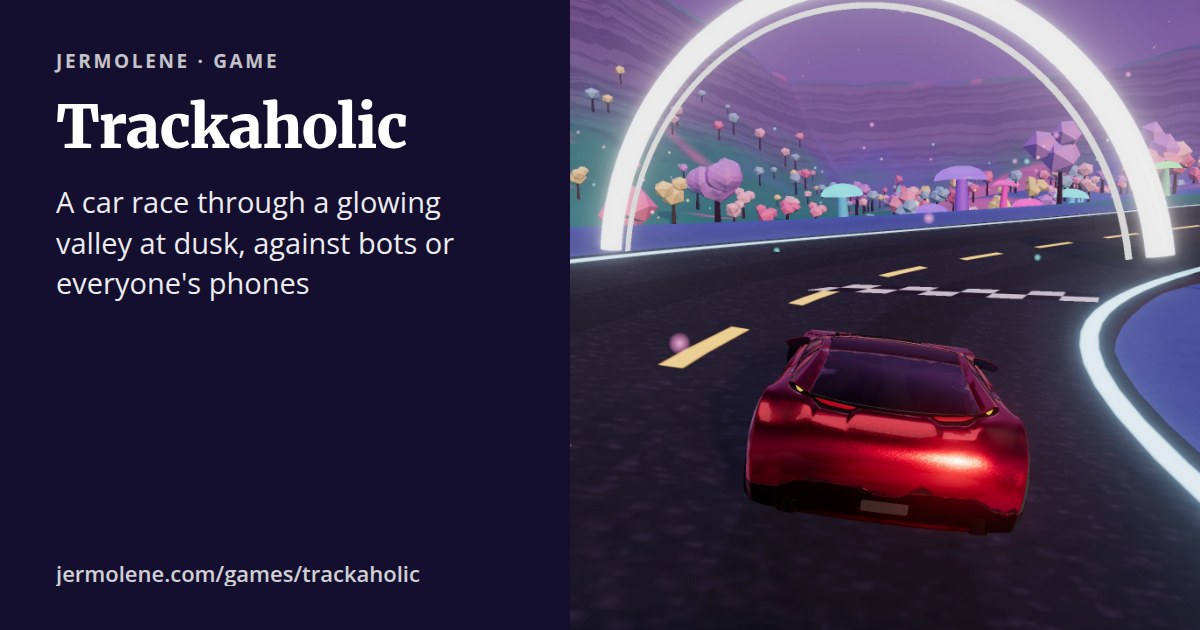 JERMOLENE · GAME
Trackaholic
A car race through a glowing
valley at dusk, against bots or
everyone's phones
jermolene.com/games/trackaholic